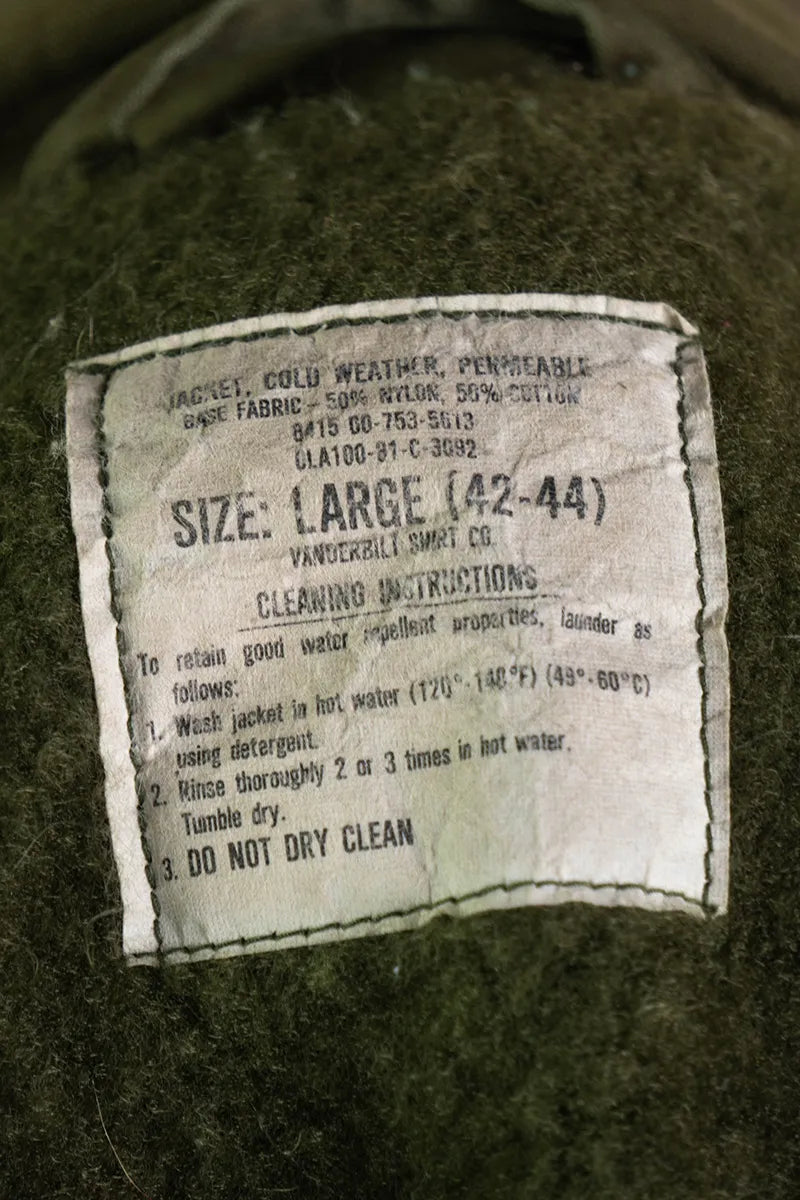 JACKET, COLD WEATHER, PERMEABLE
BASE FABRIC - 50% NYLON, 50% COTTON
8415 00-753-5613
DLA100-81-C-3092
SIZE: LARGE (42-44)
VANDERBILT SHIRT CO.
CLEANING INSTRUCTIONS
To retain good water repellent properties, launder as
follows:
1. Wash jacket in hot water (120°-140°F) (49°-60°C)
using detergent.
2. Rinse thoroughly 2 or 3 times in hot water.
Tumble dry.
3. DO NOT DRY CLEAN